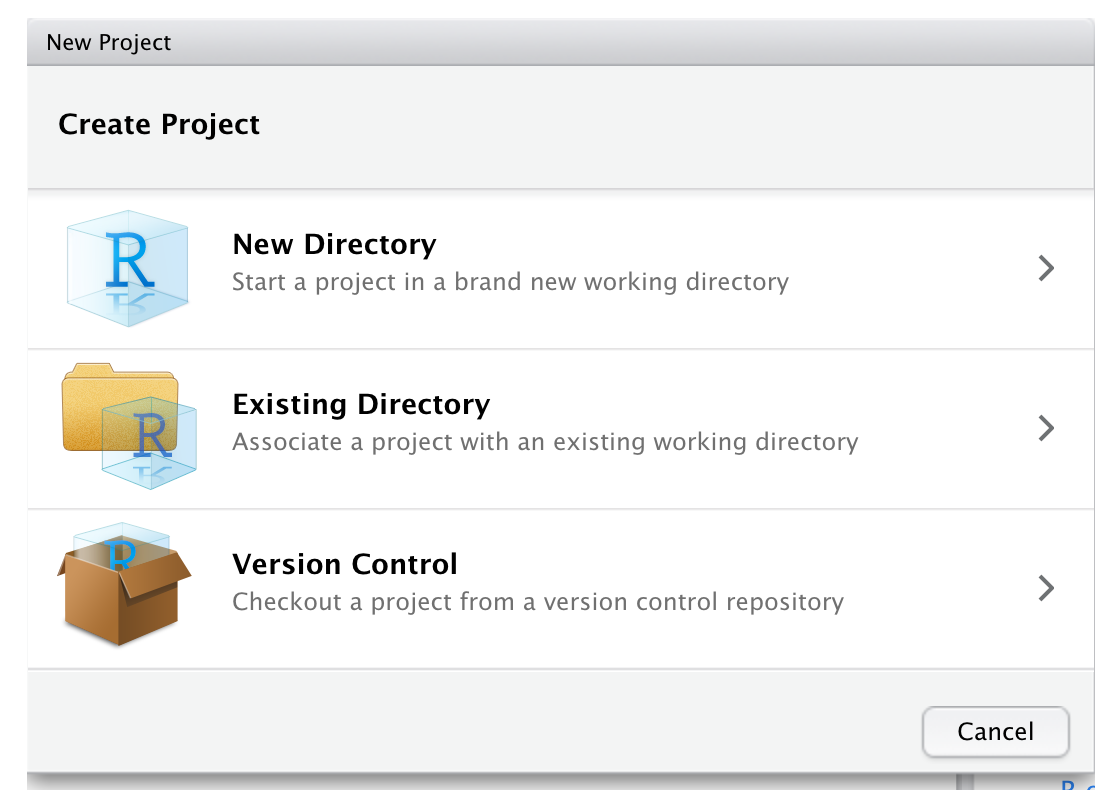 New Project
Create Project
R
New Directory
Start a project in a brand new working directory
R
Existing Directory
Associate a project with an existing working directory
R
Version Control
Checkout a project from a version control repository
Cancel